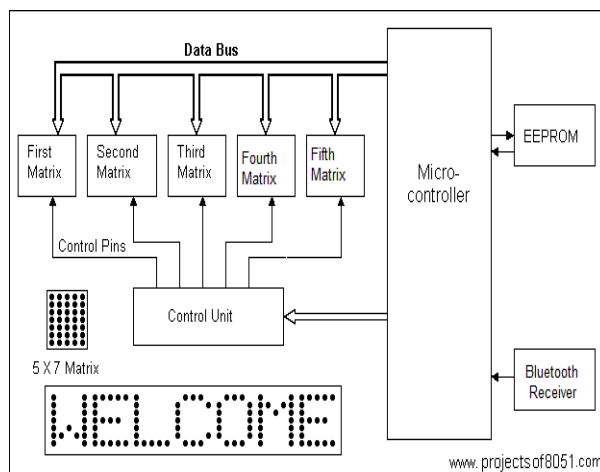 Data Bus
First
Matrix
Second
Matrix
Third
Matrix
Fourth
Matrix
Fifth
Matrix
Micro-
controller
EEPROM
Control Pins
Control Unit
5 X 7 Matrix
Bluetooth
Receiver
WELCOME
www. projectsof8051.com